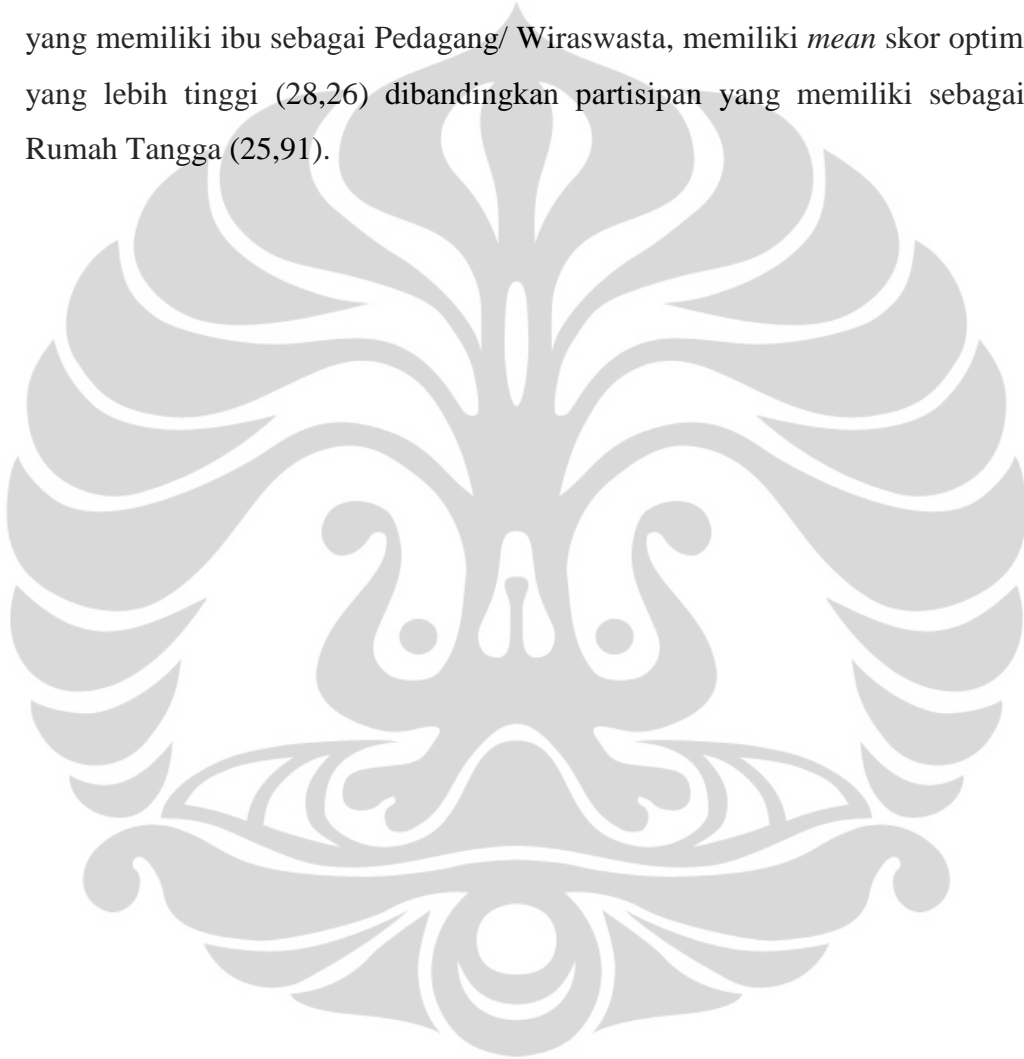 yang memiliki ibu sebagai Pedagang/ Wiraswasta, memiliki mean skor optim
yang lebih tinggi (28,26) dibandingkan partisipan yang memiliki sebagai
Rumah Tangga (25,91).